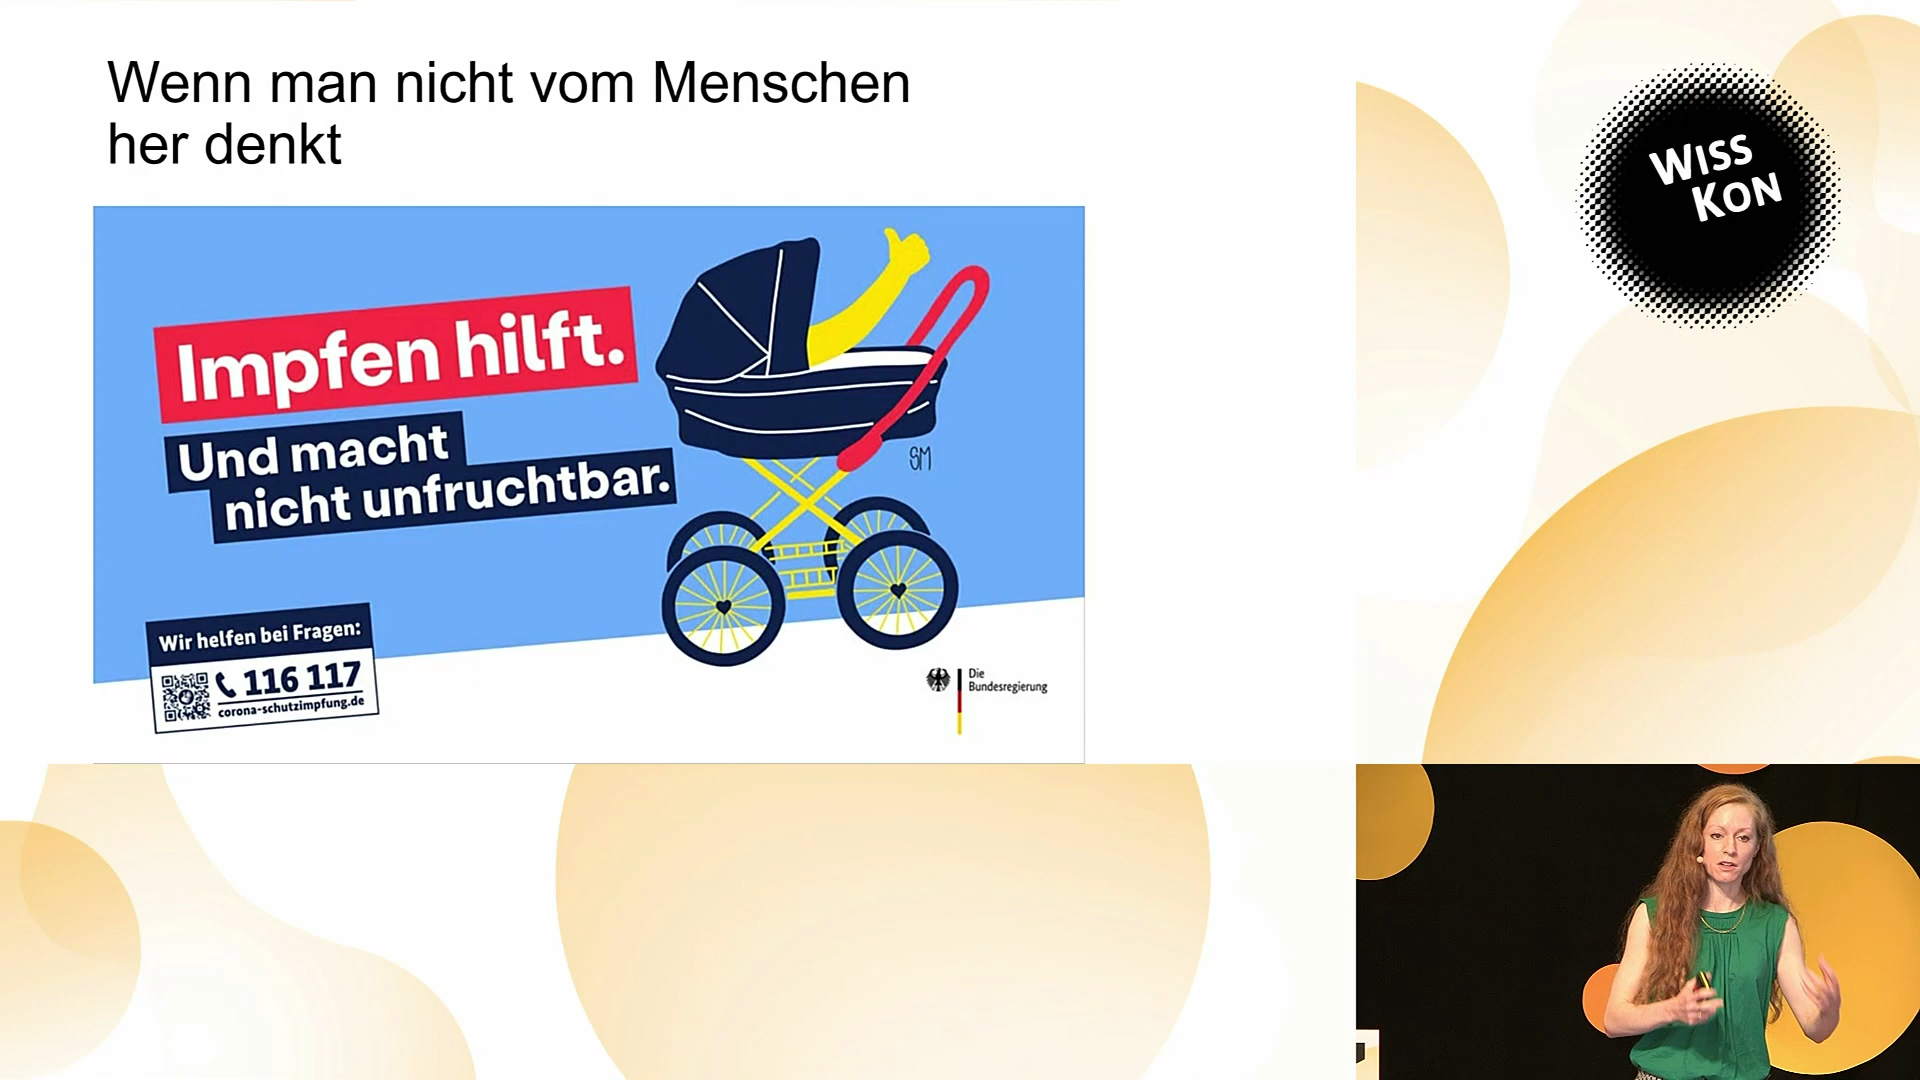 Wenn man nicht vom Menschen
her denkt
WISS
KON
Impfen hilft.
Und macht
nicht unfruchtbar.
SM
Wir helfen bei Fragen:
116 117
corona-schutzimpfung.de
Die
Bundesregierung